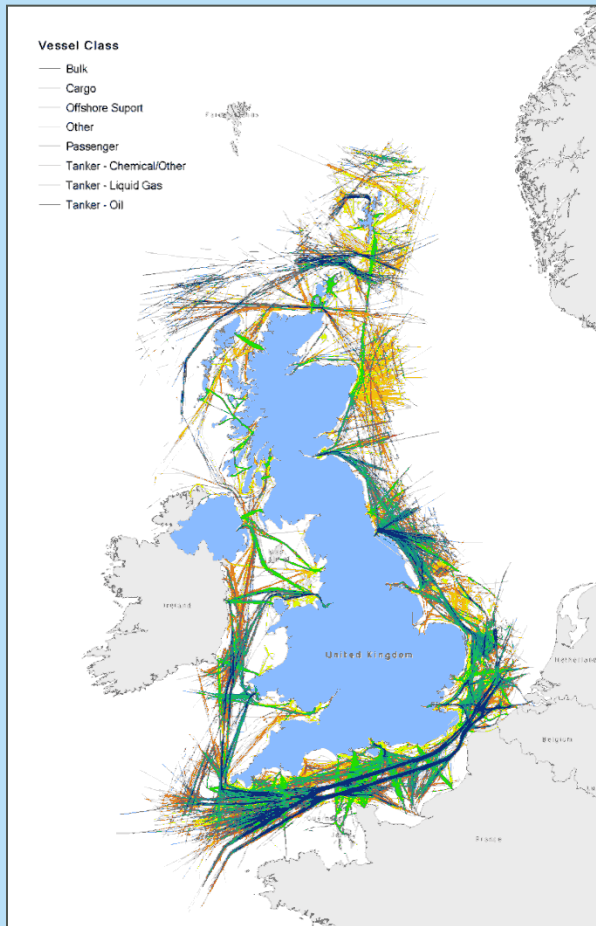 Vessel Class
Bulk
Cargo
Offshore Suport
Other
Passenger
Tanker - Chemical/Other
Tanker - Liquid Gas
Tanker - Oil
Ireland
United Kingdom
Netherlands
Belgium
France